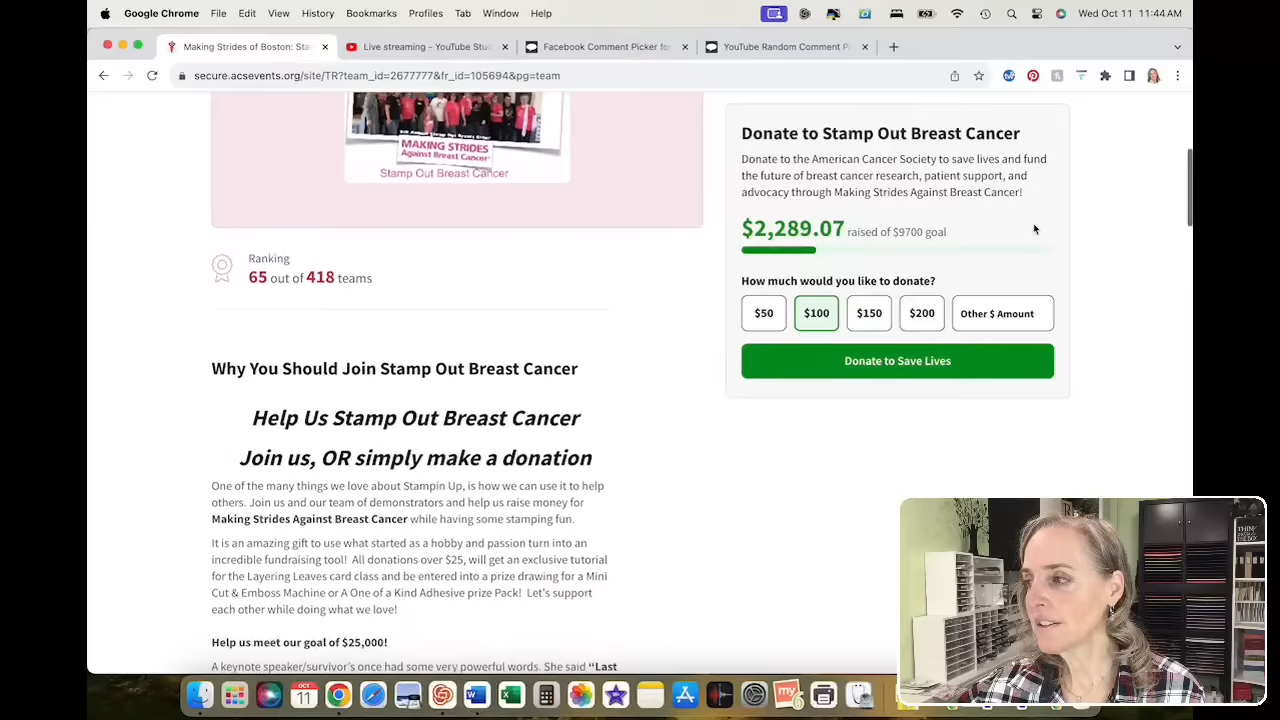 Google Chrome File Edit View History Bookmarks Profiles Tab Window Help Wed Oct 11 11:44 AM
Making Strides of Boston: Sta Live streaming - YouTube Stud Facebook Comment Picker for YouTube Random Comment P
secure.acsevents.org/site/TR?team_id=2677777&fr_id=105694&pg=team
MAKING STRIDES
Against Breast Cancer
Stamp Out Breast Cancer
Ranking
65 out of 418 teams
Donate to Stamp Out Breast Cancer
Donate to the American Cancer Society to save lives and fund
the future of breast cancer research, patient support, and
advocacy through Making Strides Against Breast Cancer!
$2,289.07 raised of $9700 goal
How much would you like to donate?
$50 $100 $150 $200 Other $ Amount
Donate to Save Lives
Why You Should Join Stamp Out Breast Cancer
Help Us Stamp Out Breast Cancer
Join us, OR simply make a donation
One of the many things we love about Stampin Up, is how we can use it to help
others. Join us and our team of demonstrators and help us raise money for
Making Strides Against Breast Cancer while having some stamping fun.
It is an amazing gift to use what started as a hobby and passion turn into an
incredible fundraising tool! All donations over $25, will get an exclusive tutorial
for the Layering Leaves card class and be entered into a prize drawing for a Mini
Cut & Emboss Machine or A One of a Kind Adhesive prize Pack! Let's support
each other while doing what we love!
Help us meet our goal of $25,000!
A keynote speaker/survivor's once had some very powerful words. She said "Last
OCT
11
W
X
my
THINK
THE BOX